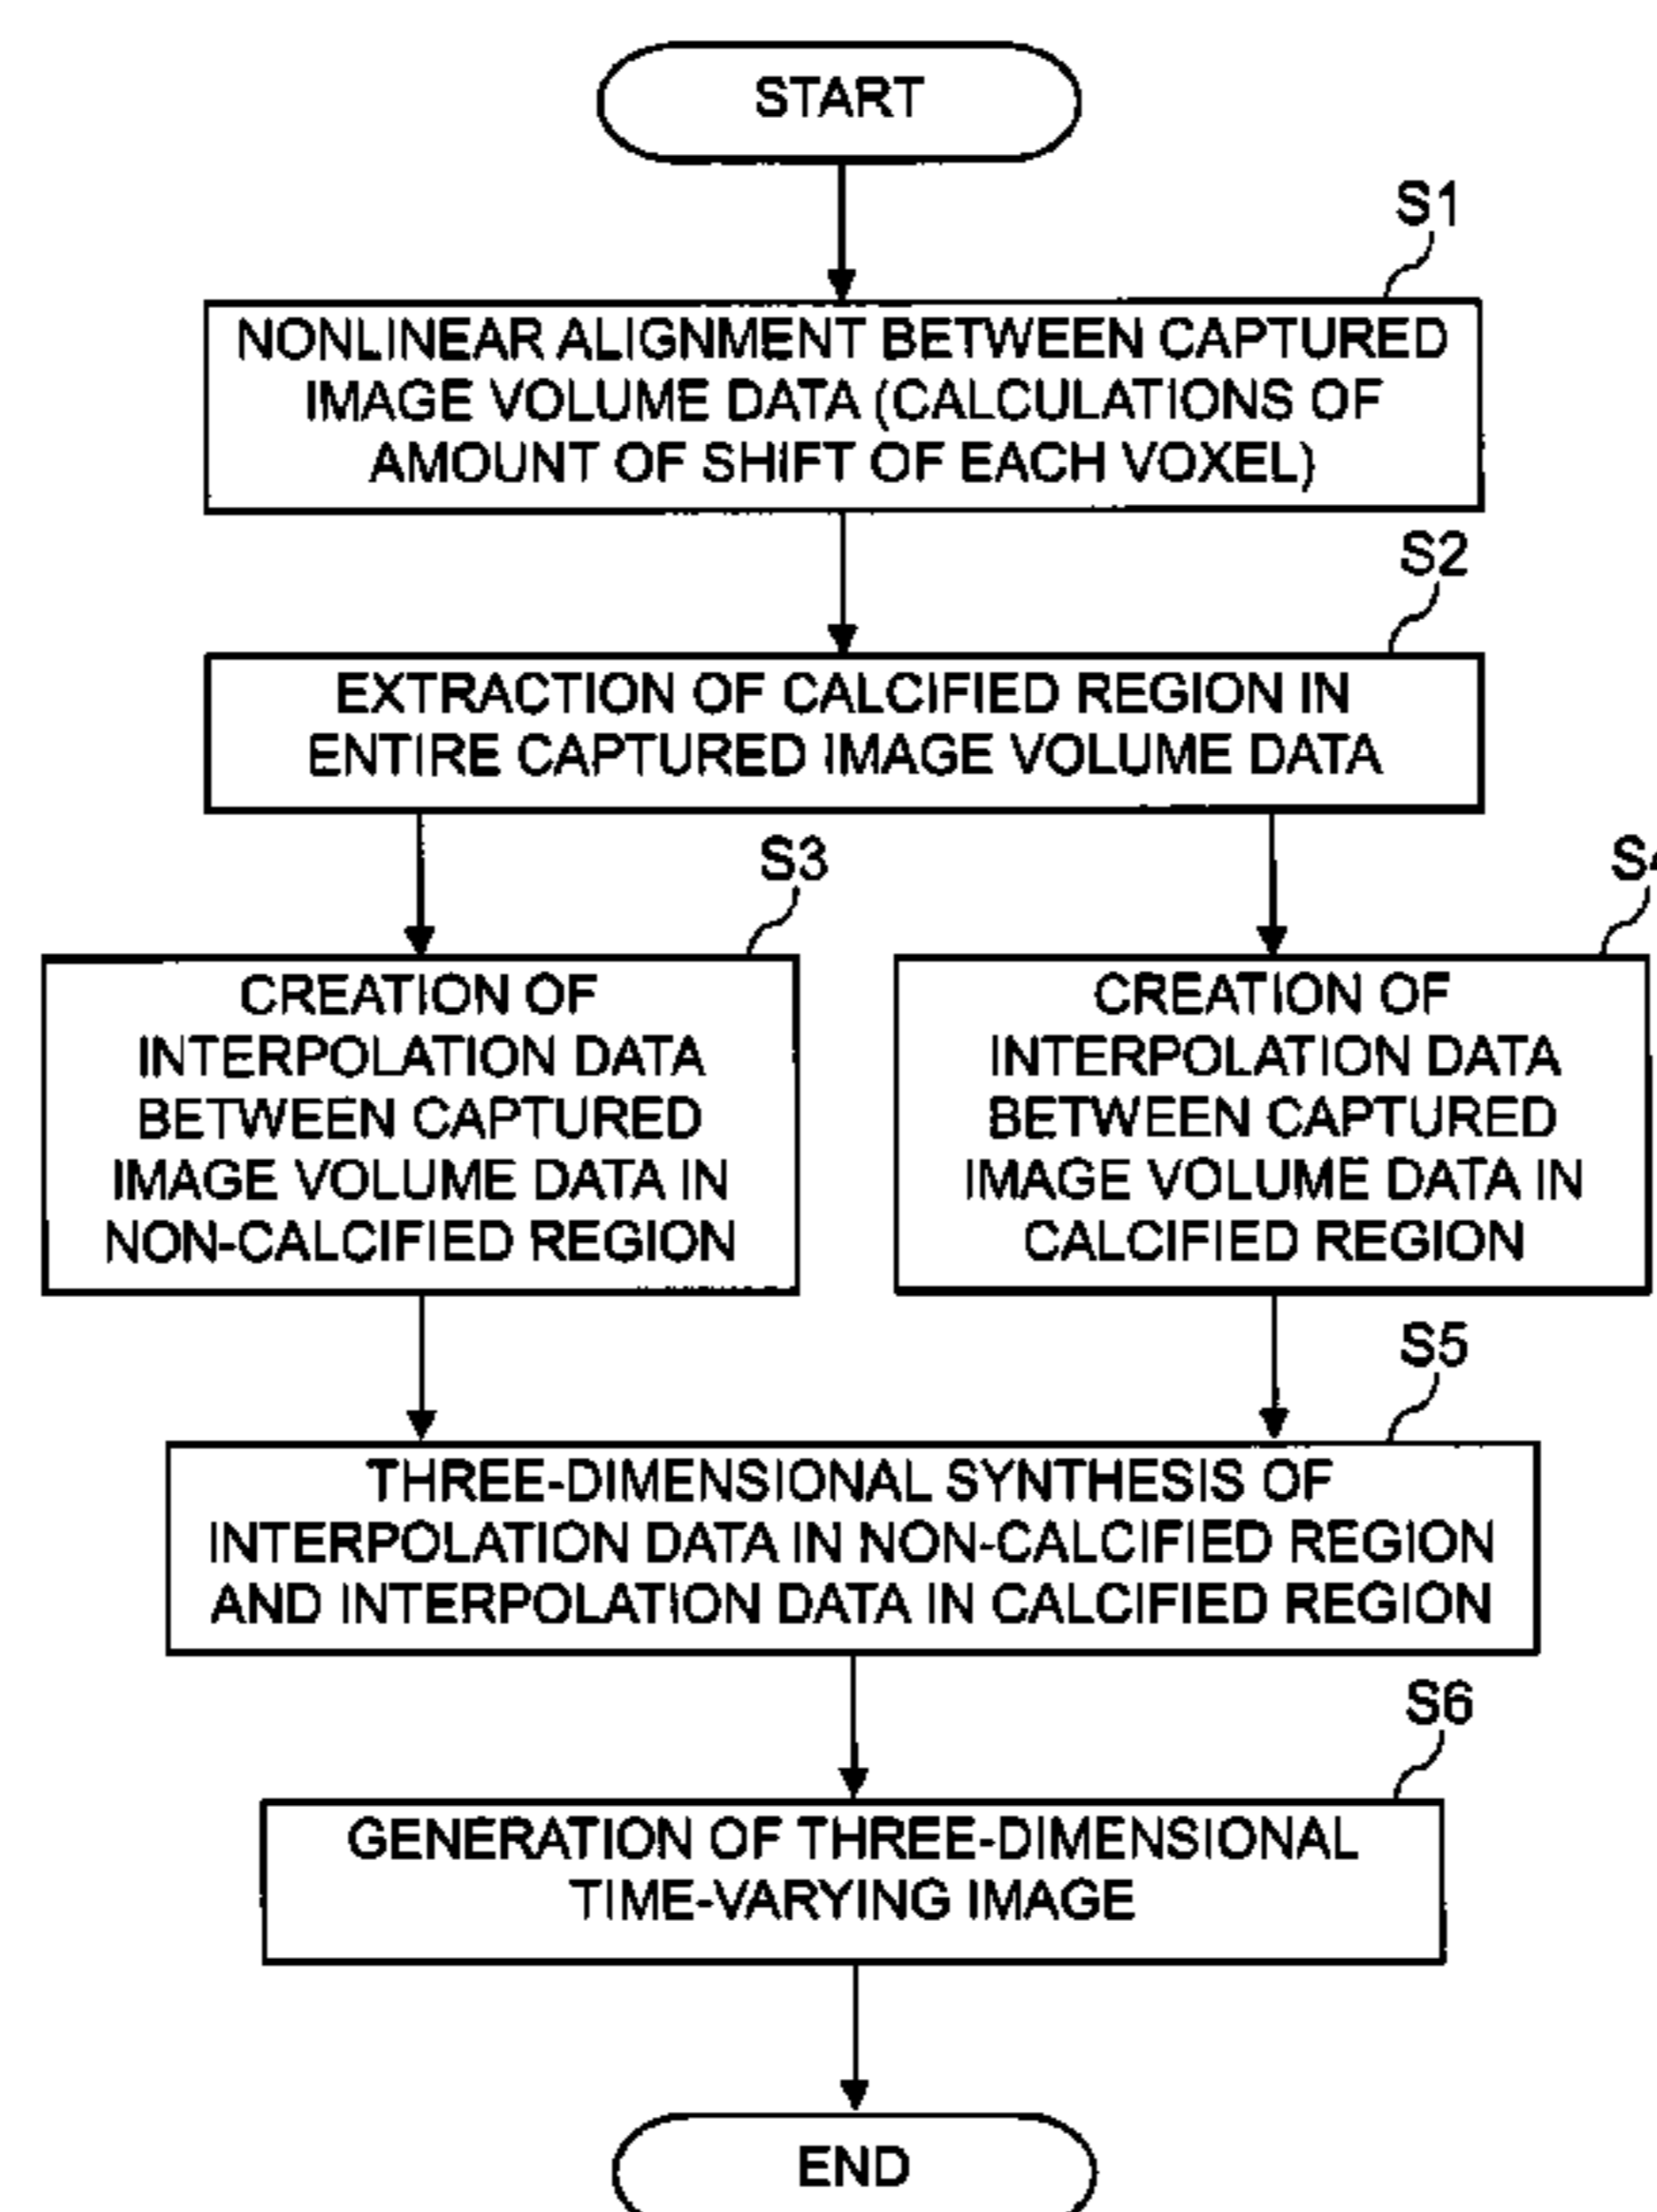 START
S1
NONLINEAR ALIGNMENT BETWEEN CAPTURED
IMAGE VOLUME DATA (CALCULATIONS OF
AMOUNT OF SHIFT OF EACH VOXEL)
S2
EXTRACTION OF CALCIFIED REGION IN
ENTIRE CAPTURED IMAGE VOLUME DATA
S3
CREATION OF
INTERPOLATION DATA
BETWEEN CAPTURED
IMAGE VOLUME DATA IN
NON-CALCIFIED REGION
S4
CREATION OF
INTERPOLATION DATA
BETWEEN CAPTURED
IMAGE VOLUME DATA IN
CALCIFIED REGION
S5
THREE-DIMENSIONAL SYNTHESIS OF
INTERPOLATION DATA IN NON-CALCIFIED REGION
AND INTERPOLATION DATA IN CALCIFIED REGION
S6
GENERATION OF THREE-DIMENSIONAL
TIME-VARYING IMAGE
END